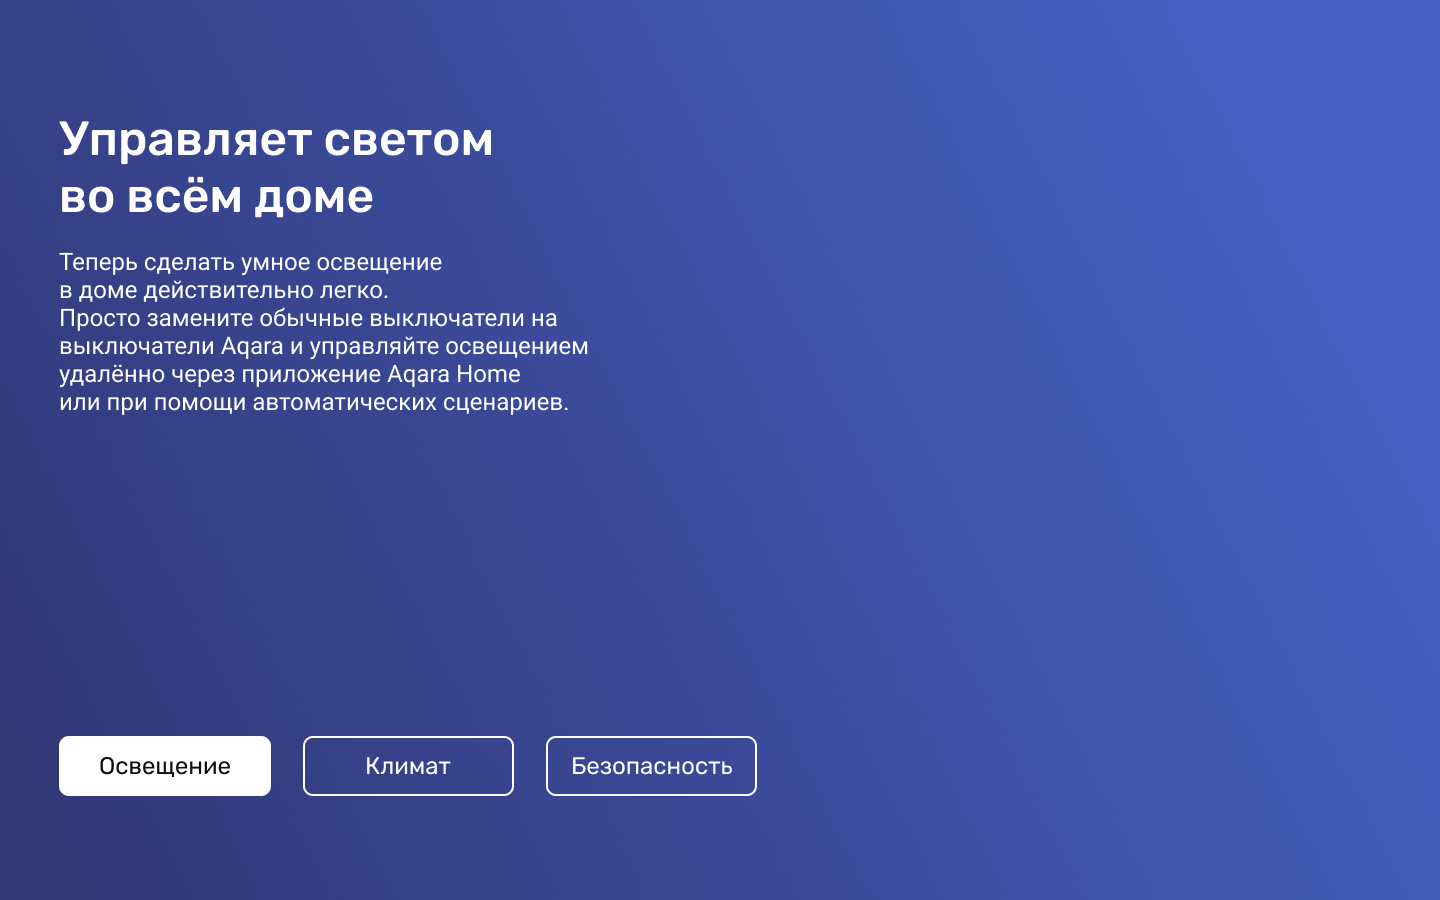 Управляет светом
во всём доме
Теперь сделать умное освещение
в доме действительно легко.
Просто замените обычные выключатели на
выключатели Aqara и управляйте освещением
удалённо через приложение Aqara Home
или при помощи автоматических сценариев.
Освещение
Климат
Безопасность